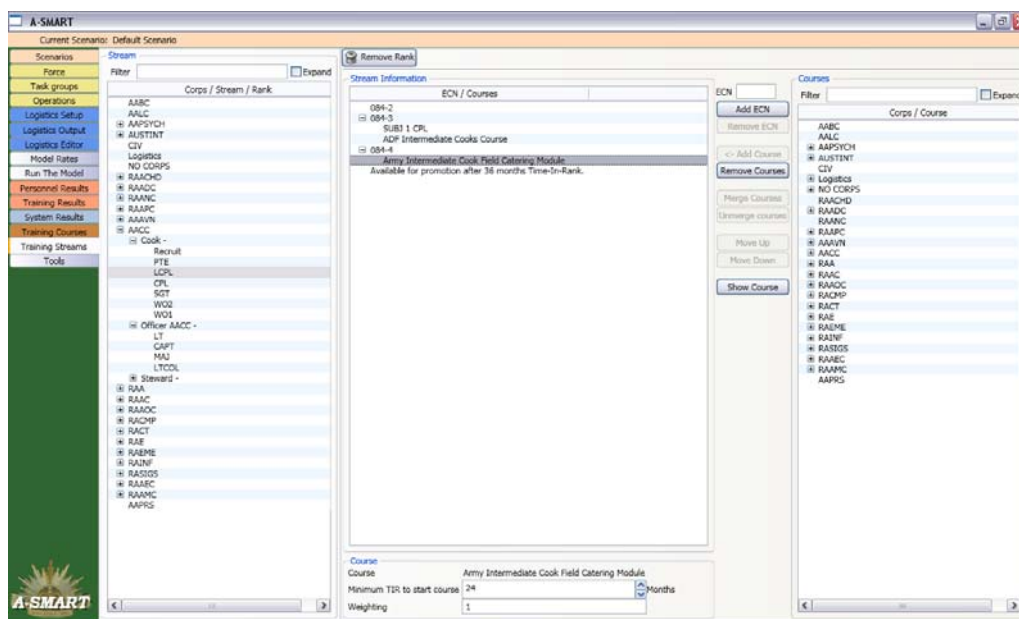 A-SMART
Current Scenario: Default Scenario
Scenarios
Force
Task groups
Operations
Logistics Setup
Logistics Output
Logistics Editor
Model Rates
Run The Model
Personnel Results
Training Results
System Results
Training Courses
Training Streams
Tools
A-SMART
Stream
Filter
Expand
Corps / Stream / Rank
AABC
AALC
AAPSYCH
AUSTINT
CIV
Logistics
NO CORPS
RAACHD
RAADC
RAANC
RAAPC
AAAVN
AACC
Cook -
Recruit
PTE
LCPL
CPL
SGT
WO2
WO1
Officer AACC -
LT
CAPT
MAJ
LTCOL
Steward -
RAA
RAAC
RAAOC
RACMP
RACT
RAE
RAEME
RAINF
RASIGS
RAAEC
RAAMC
AAPRS
Remove Rank
Stream Information
ECN / Courses
084-2
084-3
SUBJ 1 CPL
ADF Intermediate Cooks Course
084-4
Army Intermediate Cook Field Catering Module
Available for promotion after 36 months Time-In-Rank.
Course
Course Army Intermediate Cook Field Catering Module
Minimum TIR to start course 24 Months
Weighting 1
ECN
Add ECN
Remove ECN
<- Add Course
Remove Courses
Merge Courses
Unmerge courses
Move Up
Move Down
Show Course
Courses
Filter
Expand
Corps / Course
AABC
AALC
AAPSYCH
AUSTINT
CIV
Logistics
NO CORPS
RAACHD
RAADC
RAANC
RAAPC
AAAVN
AACC
RAA
RAAC
RAAOC
RACMP
RACT
RAE
RAEME
RAINF
RASIGS
RAAEC
RAAMC
AAPRS